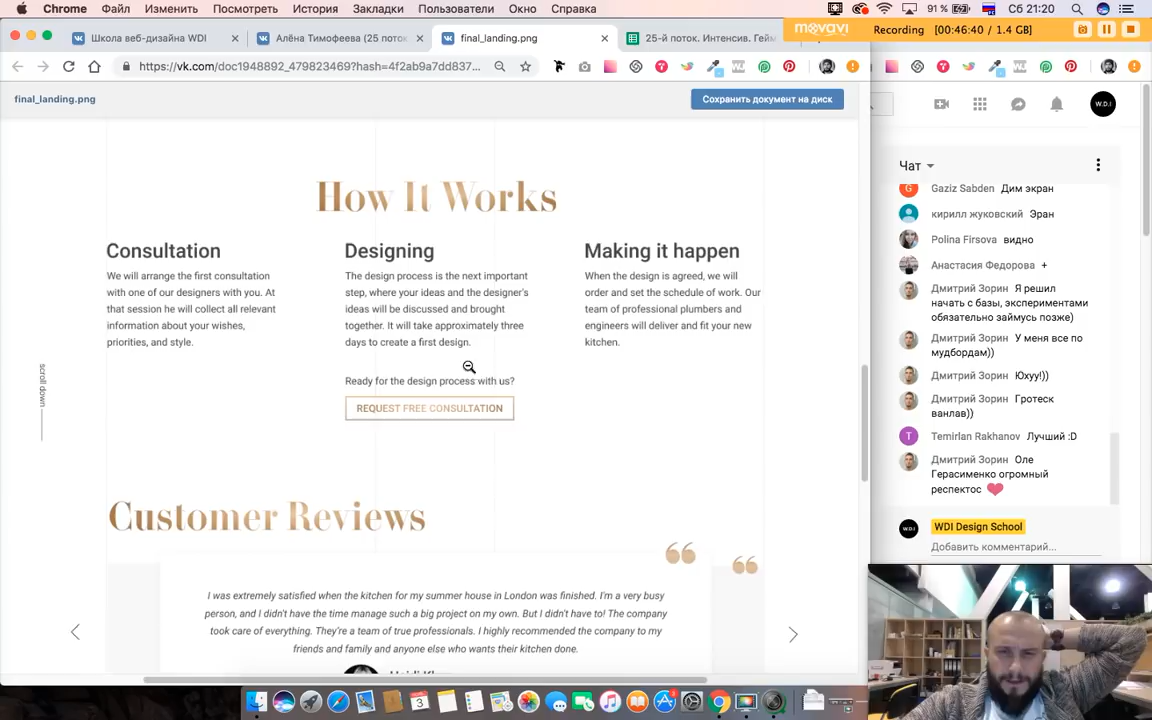 Chrome Файл Изменить Посмотреть История Закладки Пользователи Окно Справка
91 % Сб 21:20
movavi Recording 00:46:40 / 1.4 GB
Школа веб-дизайна WDI
Алёна Тимофеева (25 поток
final_landing.png
25-й поток. Интенсив. Гейм
https://vk.com/doc1948892_479823469?hash=4f2ab9a7dd837...
final_landing.png
Сохранить документ на диск
How It Works
Consultation
We will arrange the first consultation
with one of our designers with you. At
that session he will collect all relevant
information about your wishes,
priorities, and style.
Designing
The design process is the next important
step, where your ideas and the designer's
ideas will be discussed and brought
together. It will take approximately three
days to create a first design.
Making it happen
When the design is agreed, we will
order and set the schedule of work. Our
team of professional plumbers and
engineers will deliver and fit your new
kitchen.
scroll down
Ready for the design process with us?
REQUEST FREE CONSULTATION
Customer Reviews
I was extremely satisfied when the kitchen for my summer house in London was finished. I'm a very busy
person, and I didn't have the time manage such a big project on my own. But I didn't have to! The company
took care of everything. They're a team of true professionals. I highly recommended the company to my
friends and family and anyone else who wants their kitchen done.
W.D.I
Чат
G
Gaziz Sabden Дим экран
кирилл жуковский Эран
Polina Firsova видно
Анастасия Федорова +
Дмитрий Зорин Я решил
начать с базы, экспериментами
обязательно займусь позже)
Дмитрий Зорин У меня все по
мудбордам))
Дмитрий Зорин Юхуу!))
Дмитрий Зорин Гротеск
ванлав))
T
Temirlan Rakhanov Лучший :D
Дмитрий Зорин Оле
Герасименко огромный
респектос
W.D.I
WDI Design School
Добавить комментарий...
3